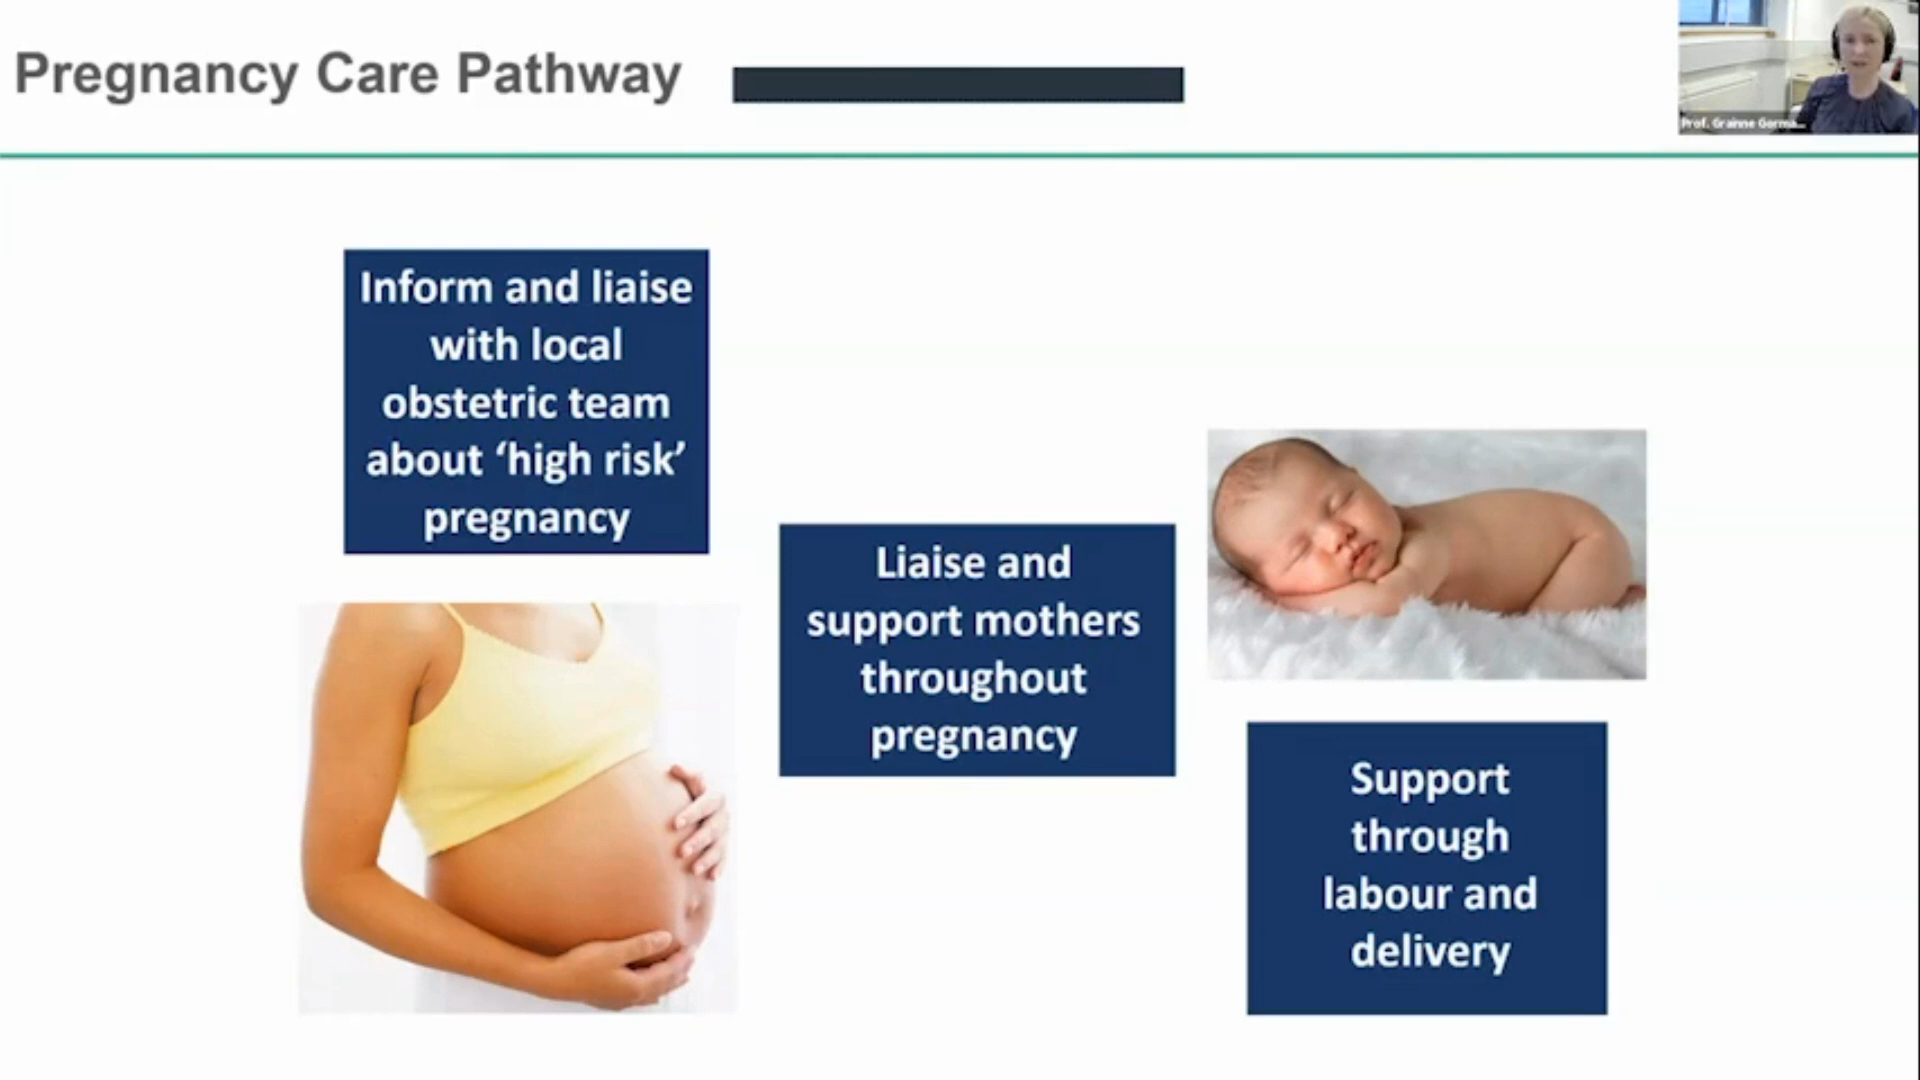 Pregnancy Care Pathway
Prof. Grainne Gorma...
Inform and liaise
with local
obstetric team
about ‘high risk’
pregnancy
Liaise and
support mothers
throughout
pregnancy
Support
through
labour and
delivery